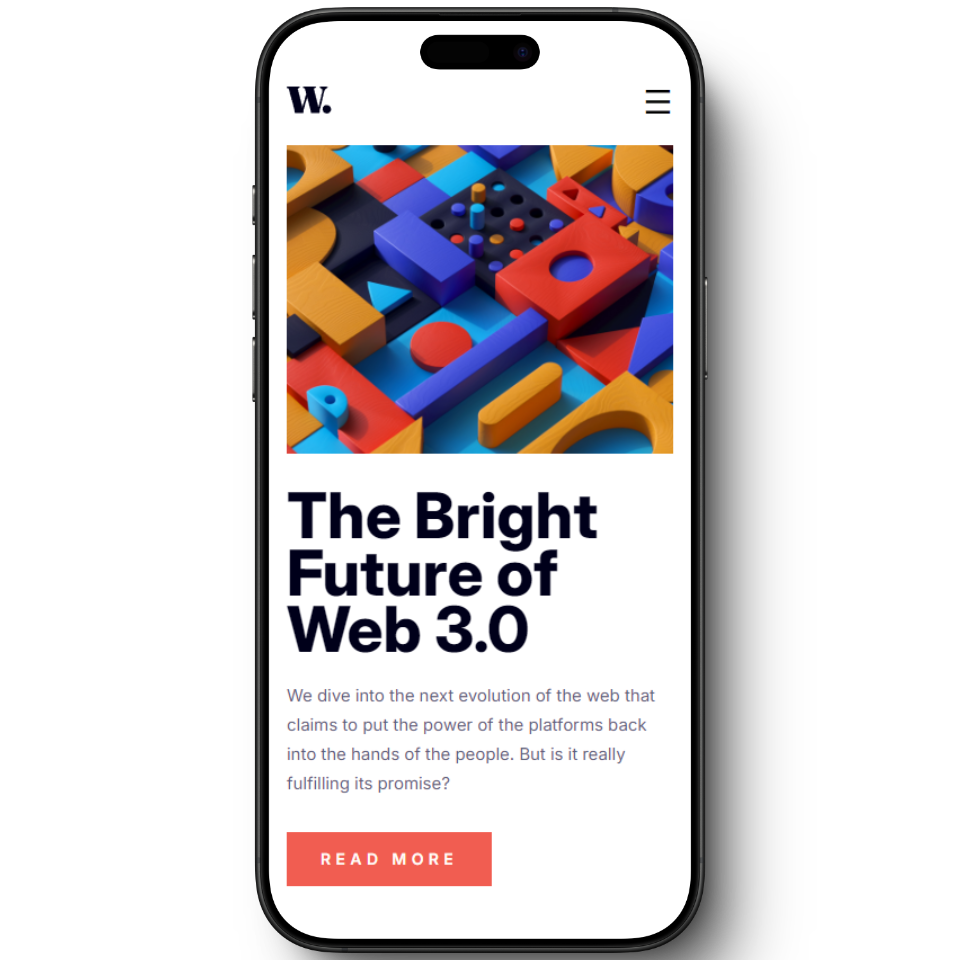 W.
The Bright
Future of
Web 3.0
We dive into the next evolution of the web that
claims to put the power of the platforms back
into the hands of the people. But is it really
fulfilling its promise?
READ MORE